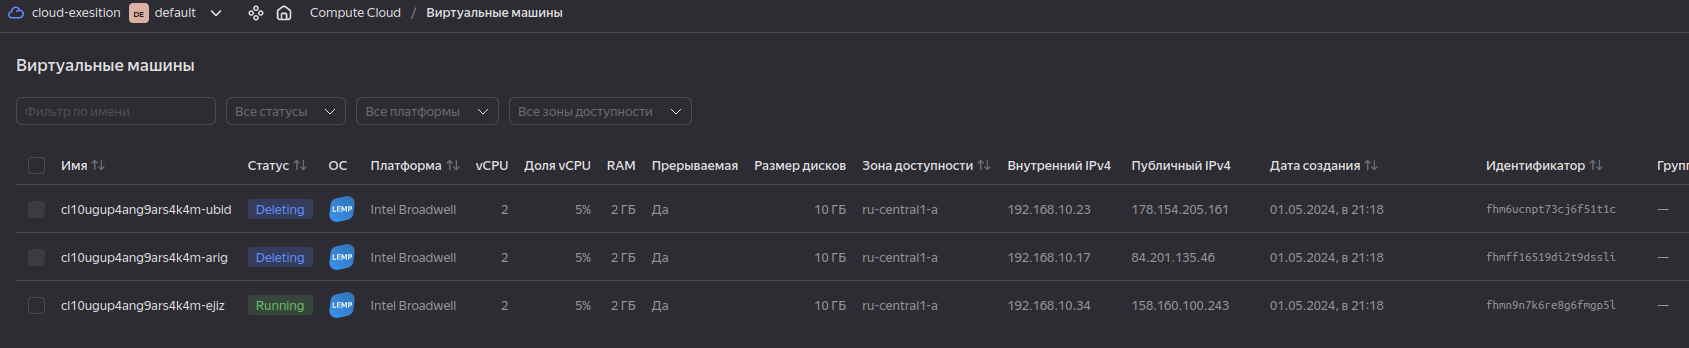 cloud-exesition DE default Compute Cloud / Виртуальные машины
Виртуальные машины
Фильтр по имени Все статусы Все платформы Все зоны доступности
Имя Статус ОС Платформа vCPU Доля vCPU RAM Прерываемая Размер дисков Зона доступности Внутренний IPv4 Публичный IPv4 Дата создания Идентификатор Групп
cl10ugup4ang9ars4k4m-ubid Deleting LEMP Intel Broadwell 2 5% 2 ГБ Да 10 ГБ ru-central1-a 192.168.10.23 178.154.205.161 01.05.2024, в 21:18 fhm6ucnpt73cj6f51t1c —
cl10ugup4ang9ars4k4m-arig Deleting LEMP Intel Broadwell 2 5% 2 ГБ Да 10 ГБ ru-central1-a 192.168.10.17 84.201.135.46 01.05.2024, в 21:18 fhmff16519di2t9dssli —
cl10ugup4ang9ars4k4m-ejiz Running LEMP Intel Broadwell 2 5% 2 ГБ Да 10 ГБ ru-central1-a 192.168.10.34 158.160.100.243 01.05.2024, в 21:18 fhmn9n7k6re8g6fmgp5l —